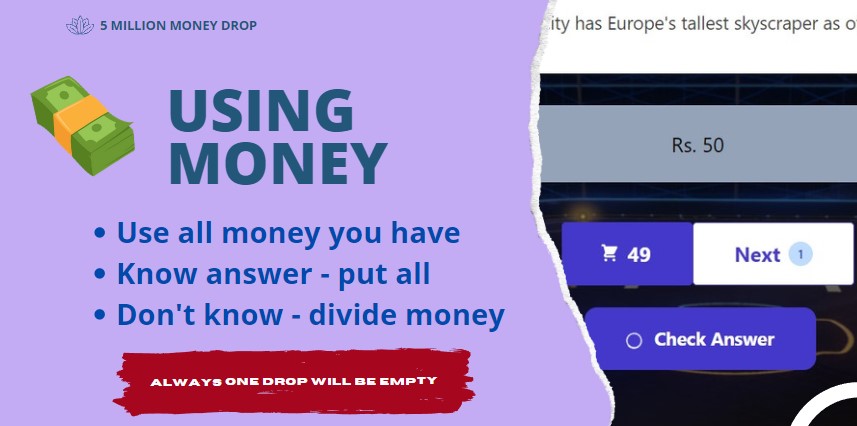 5 MILLION MONEY DROP
USING
MONEY
• Use all money you have
• Know answer - put all
• Don't know - divide money
ALWAYS ONE DROP WILL BE EMPTY
ity has Europe's tallest skyscraper as o
Rs. 50
49
Next 1
Check Answer